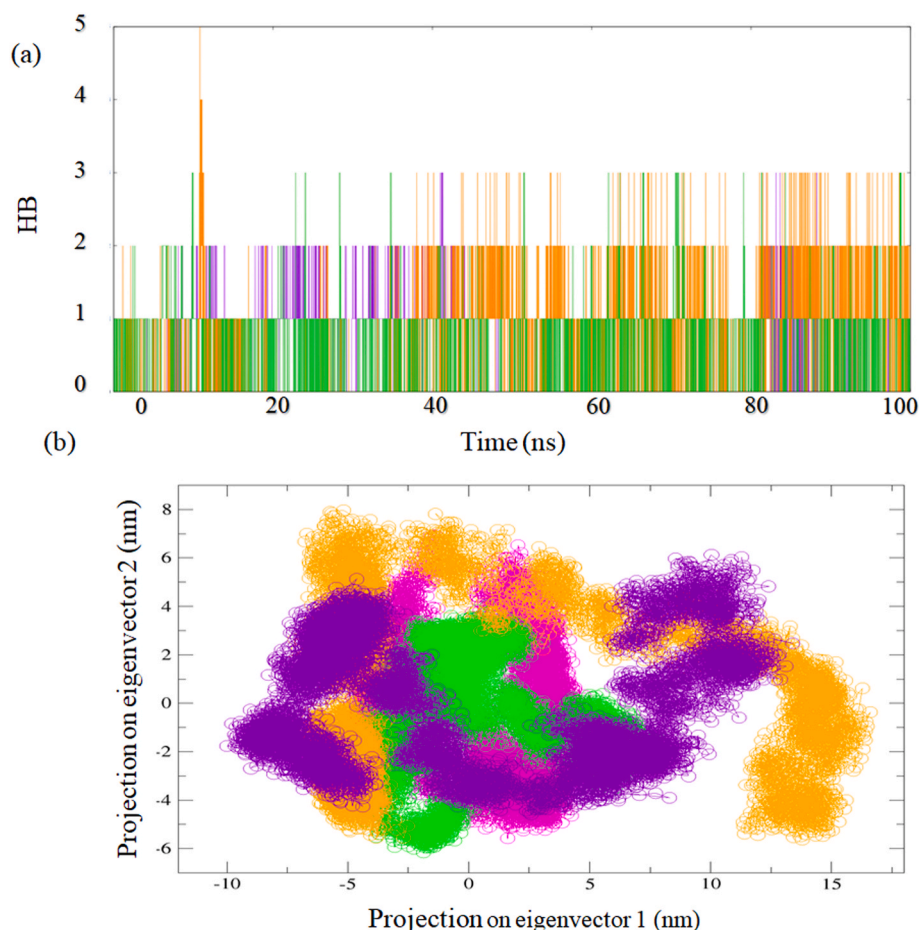 (a)
5
4
3
2
1
0
HB
0 20 40 60 80 100
Time (ns)
(b)
8
6
4
2
0
-2
-4
-6
Projection on eigenvector 2 (nm)
-10 -5 0 5 10 15
Projection on eigenvector 1 (nm)